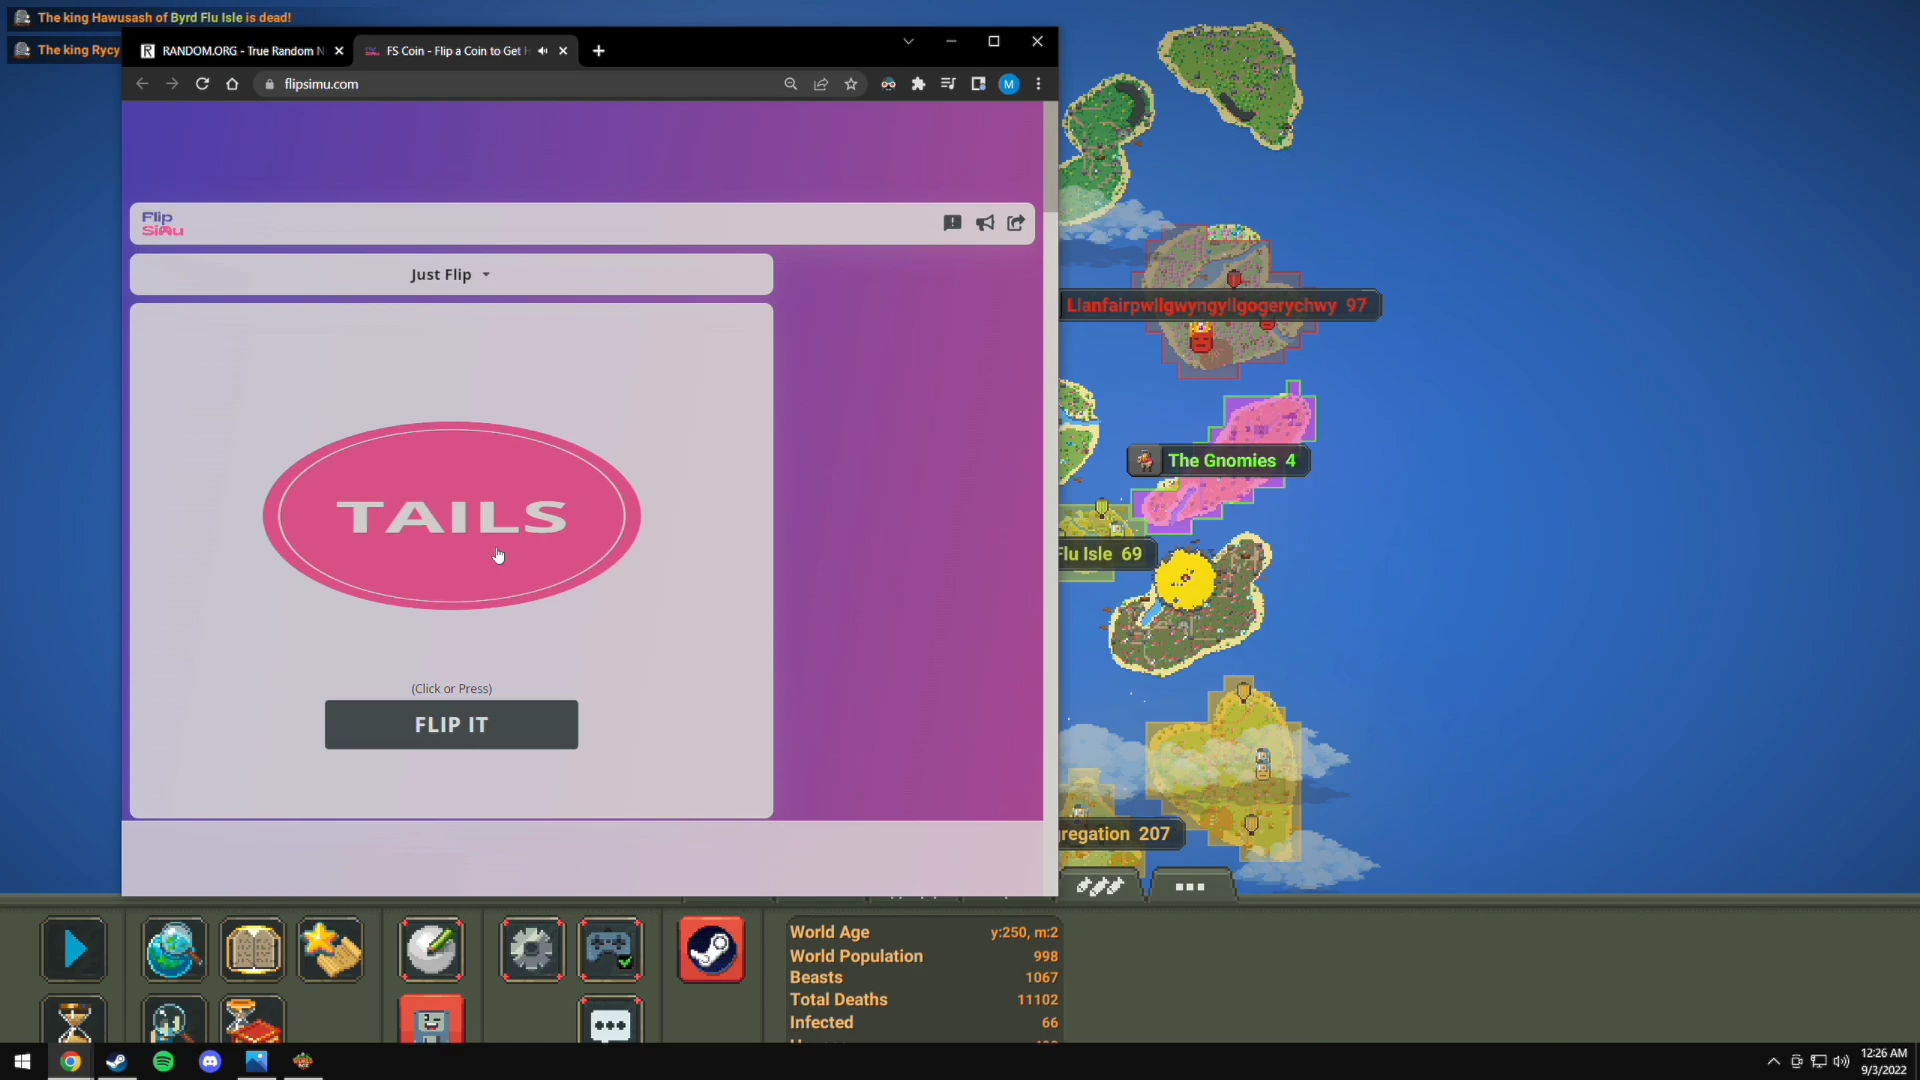 The king Hawusash of Byrd Flu Isle is dead!
The king Rycy
RANDOM.ORG - True Random N
FS Coin - Flip a Coin to Get
flipsimu.com
M
Flip
Simu
Just Flip
TAILS
(Click or Press)
FLIP IT
Llanfairpwllgwyngyllgogerychwy 97
The Gnomies 4
Flu Isle 69
regation 207
World Age y:250, m:2
World Population 998
Beasts 1067
Total Deaths 11102
Infected 66
12:26 AM
9/3/2022